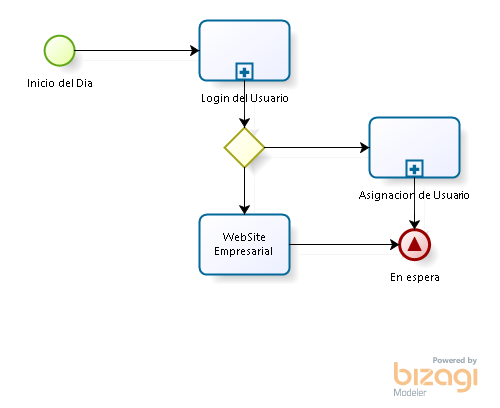 Inicio del Dia
Login del Usuario
Asignacion de Usuario
WebSite
Empresarial
En espera
Powered by
bizagi
Modeler